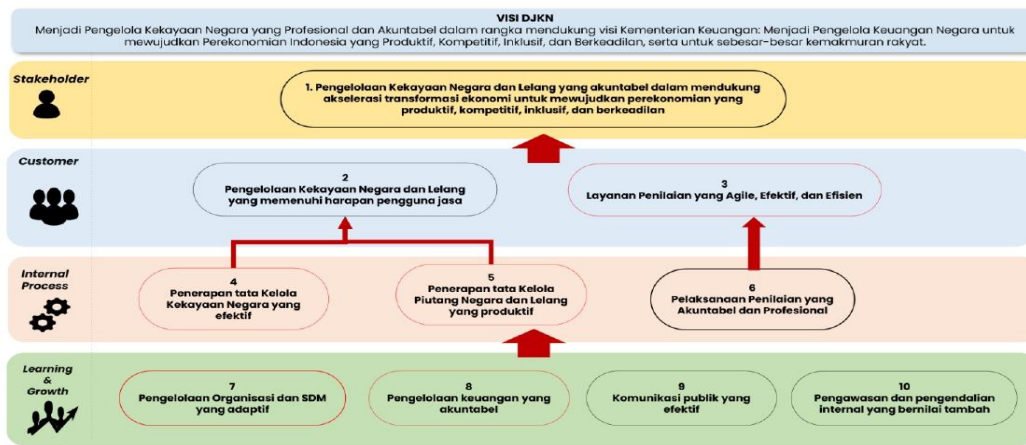 VISI DJKN
Menjadi Pengelola Kekayaan Negara yang Profesional dan Akuntabel dalam rangka mendukung visi Kementerian Keuangan: Menjadi Pengelola Keuangan Negara untuk
mewujudkan Perekonomian Indonesia yang Produktif, Kompetitif, Inklusif, dan Berkeadilan, serta untuk sebesar-besar kemakmuran rakyat.
Stakeholder
1. Pengelolaan Kekayaan Negara dan Lelang yang akuntabel dalam mendukung
akselerasi transformasi ekonomi untuk mewujudkan perekonomian yang
produktif, kompetitif, inklusif, dan berkeadilan
Customer
2
Pengelolaan Kekayaan Negara dan Lelang
yang memenuhi harapan pengguna jasa
3
Layanan Penilaian yang Agile, Efektif, dan Efisien
Internal
Process
4
Penerapan tata Kelola
Kekayaan Negara yang
efektif
5
Penerapan tata Kelola
Piutang Negara dan Lelang
yang produktif
6
Pelaksanaan Penilaian yang
Akuntabel dan Profesional
Learning
&
Growth
7
Pengelolaan Organisasi dan SDM
yang adaptif
8
Pengelolaan keuangan yang
akuntabel
9
Komunikasi publik yang
efektif
10
Pengawasan dan pengendalian
internal yang bernilai tambah